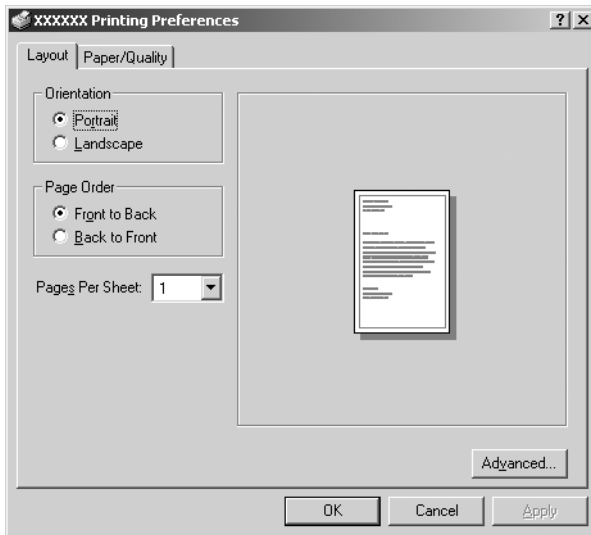 XXXXXX Printing Preferences
Layout
Paper/Quality
Orientation
Portrait
Landscape
Page Order
Front to Back
Back to Front
Pages Per Sheet: 1
Advanced...
OK
Cancel
Apply